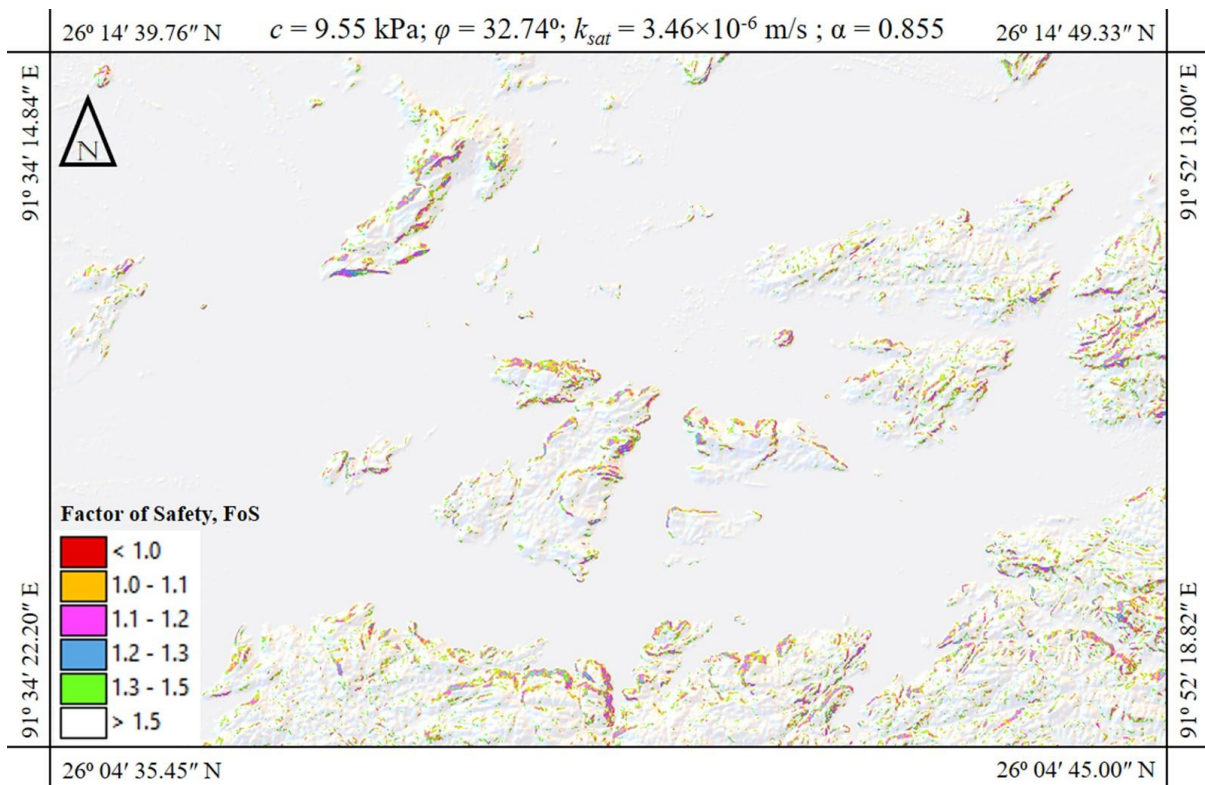 26º 14′ 39.76″ N
c = 9.55 kPa; φ = 32.74º; ksat = 3.46×10-6 m/s ; α = 0.855
26º 14′ 49.33″ N
91º 34′ 14.84″ E
91º 52′ 13.00″ E
N
Factor of Safety, FoS
< 1.0
1.0 - 1.1
1.1 - 1.2
1.2 - 1.3
1.3 - 1.5
> 1.5
91º 34′ 22.20″ E
91º 52′ 18.82″ E
26º 04′ 35.45″ N
26º 04′ 45.00″ N